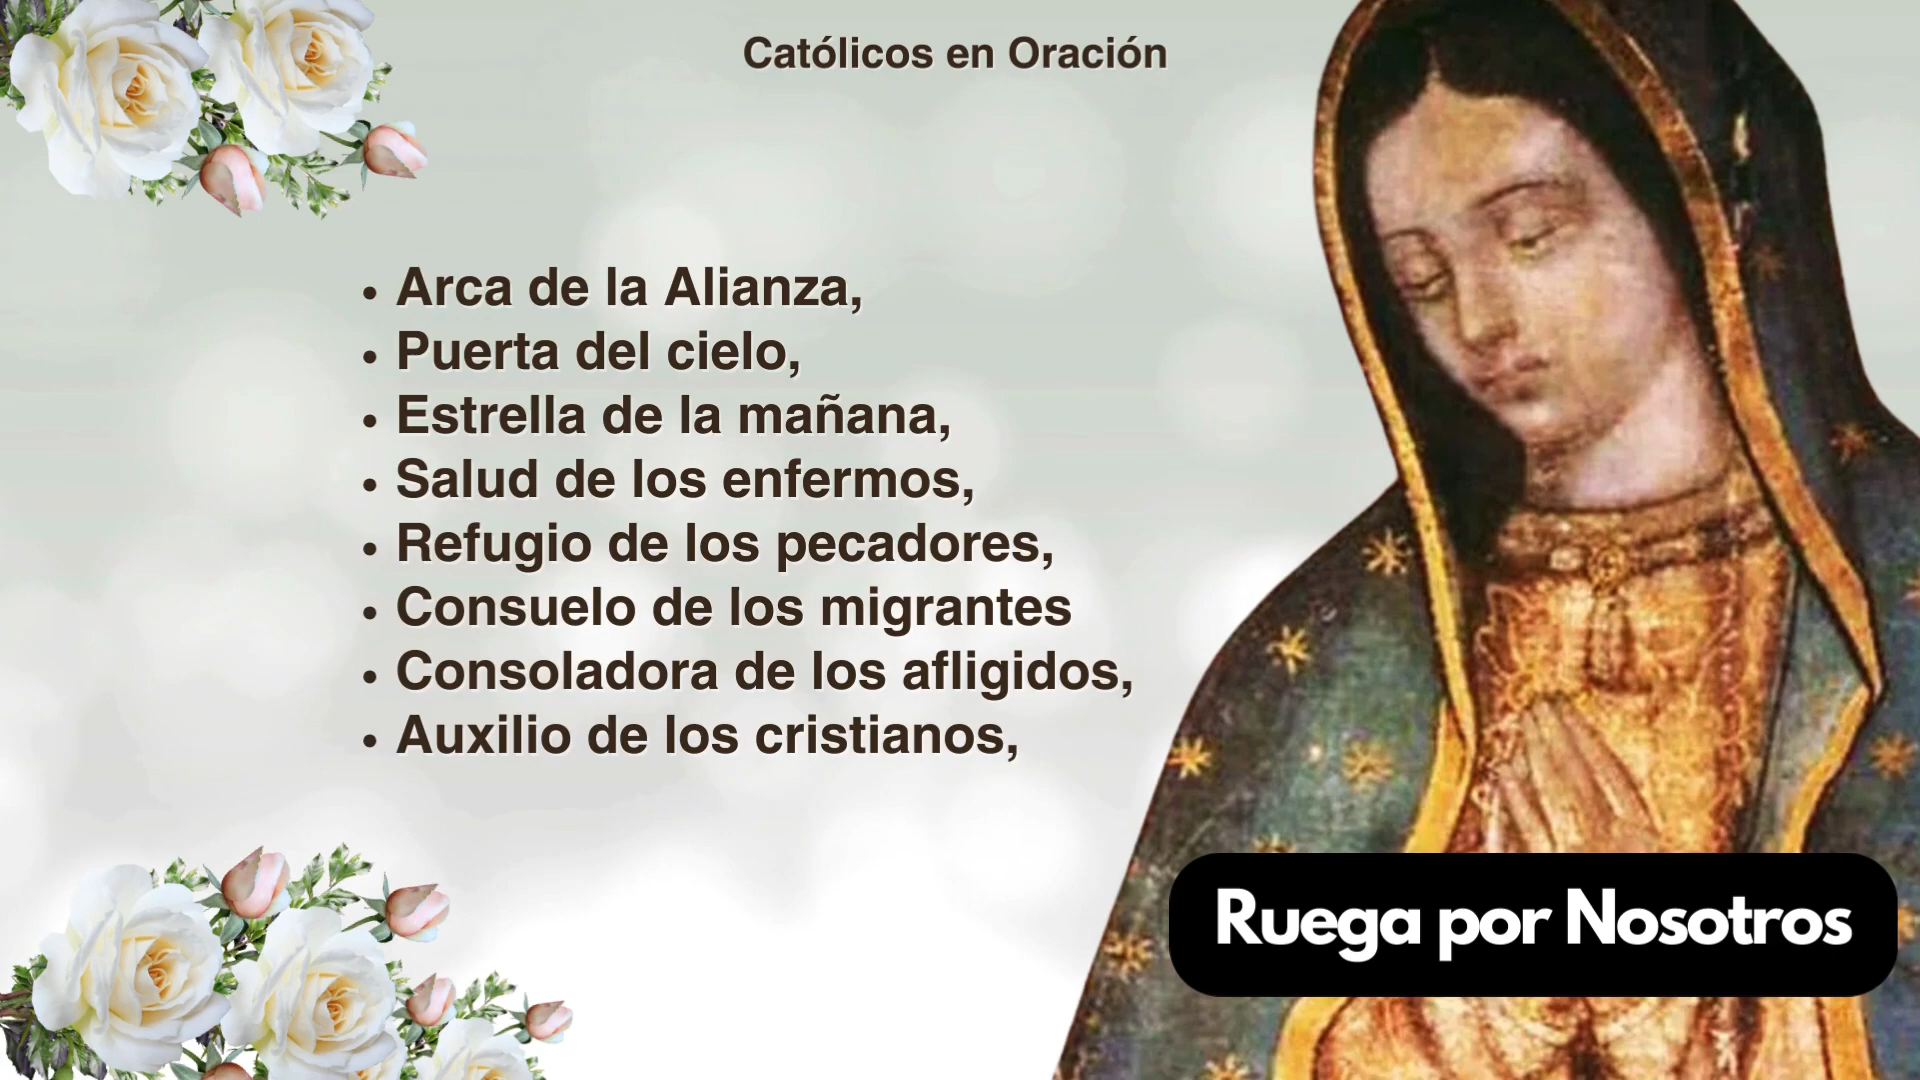 Católicos en Oración
• Arca de la Alianza,
• Puerta del cielo,
• Estrella de la mañana,
• Salud de los enfermos,
• Refugio de los pecadores,
• Consuelo de los migrantes
• Consoladora de los afligidos,
• Auxilio de los cristianos,
Ruega por Nosotros